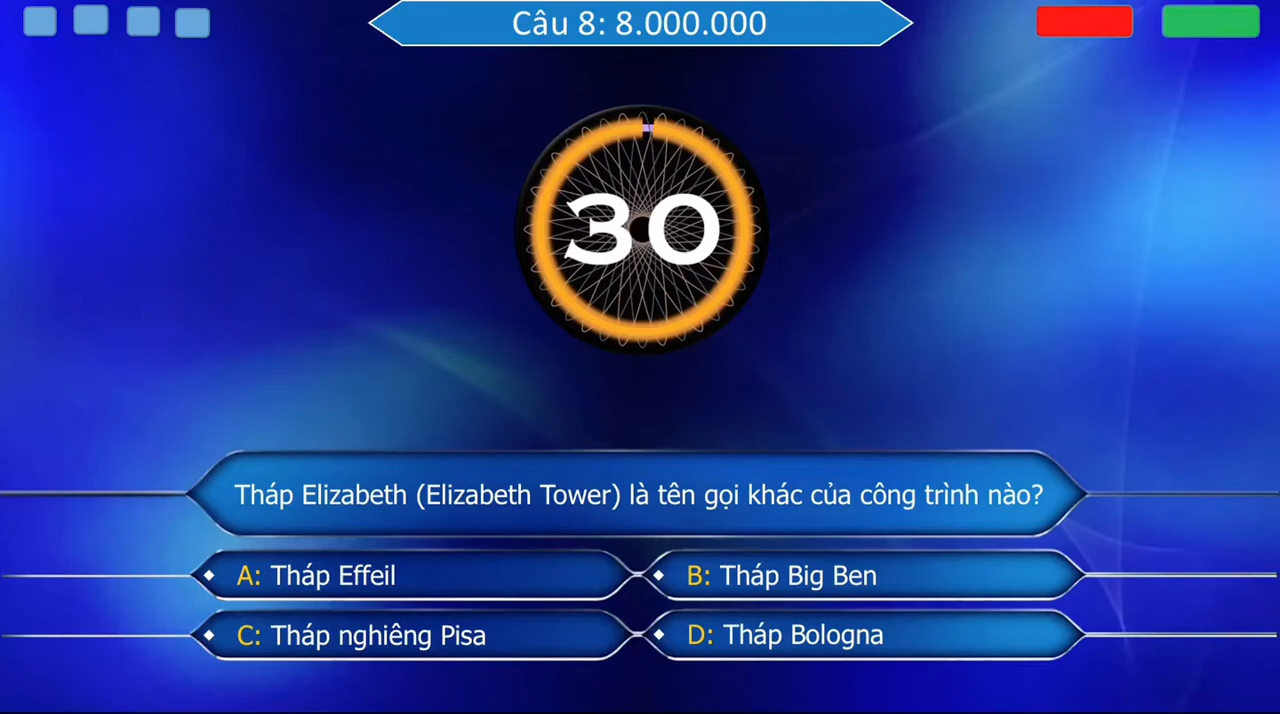 Câu 8: 8.000.000
30
Tháp Elizabeth (Elizabeth Tower) là tên gọi khác của công trình nào?
A: Tháp Effeil
B: Tháp Big Ben
C: Tháp nghiêng Pisa
D: Tháp Bologna